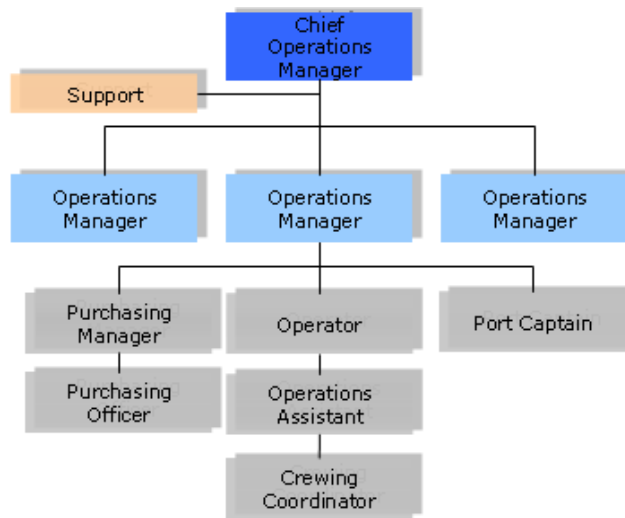 Chief
Operations
Manager
Support
Operations
Manager
Operations
Manager
Operations
Manager
Purchasing
Manager
Operator
Port Captain
Purchasing
Officer
Operations
Assistant
Crewing
Coordinator